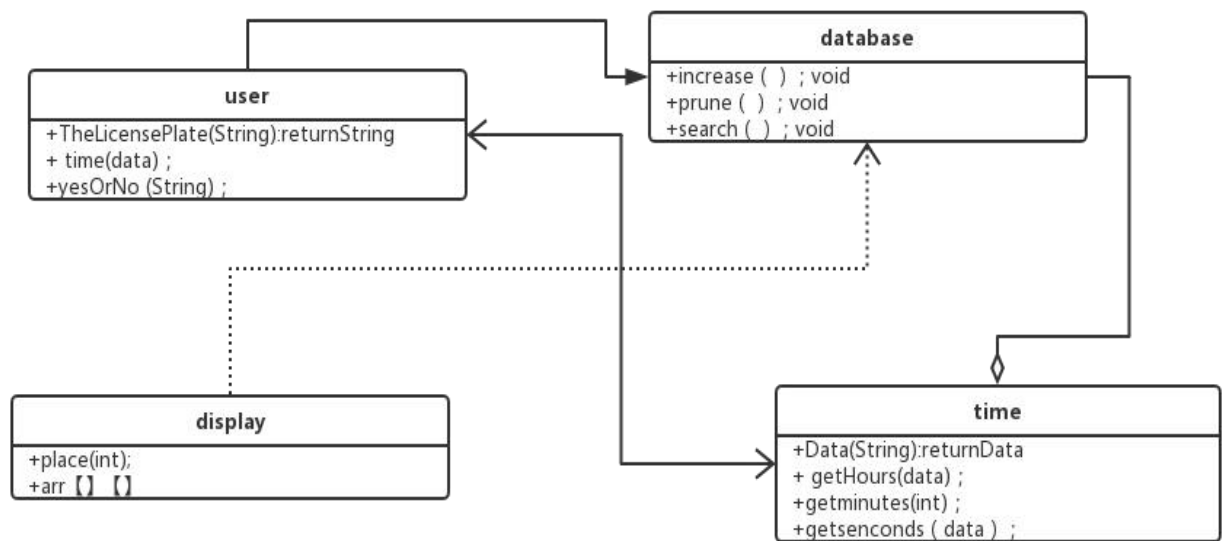 database
+increase ( ) ; void
+prune ( ) ; void
+search ( ) ; void
user
+TheLicensePlate(String):returnString
+ time(data) ;
+yesOrNo (String) ;
display
+place(int);
+arr【】【】
time
+Data(String):returnData
+ getHours(data) ;
+getminutes(int) ;
+getsenconds ( data ) ;